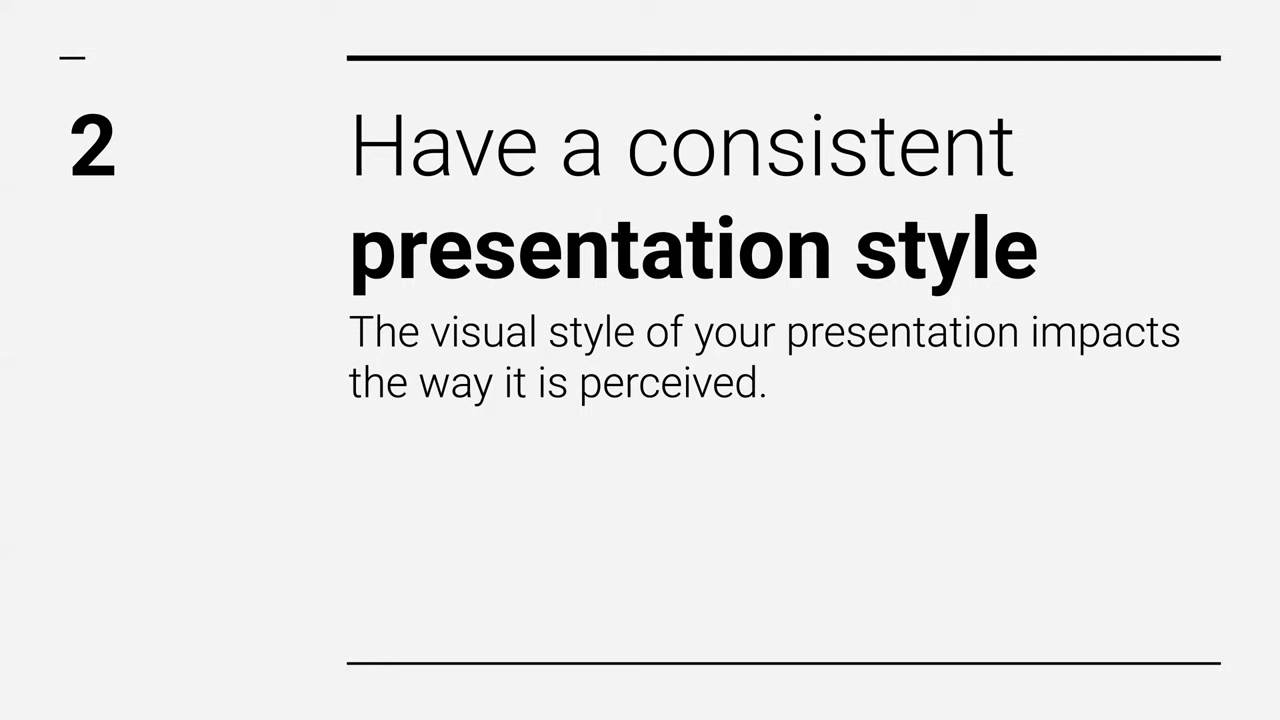 2
Have a consistent
presentation style
The visual style of your presentation impacts
the way it is perceived.